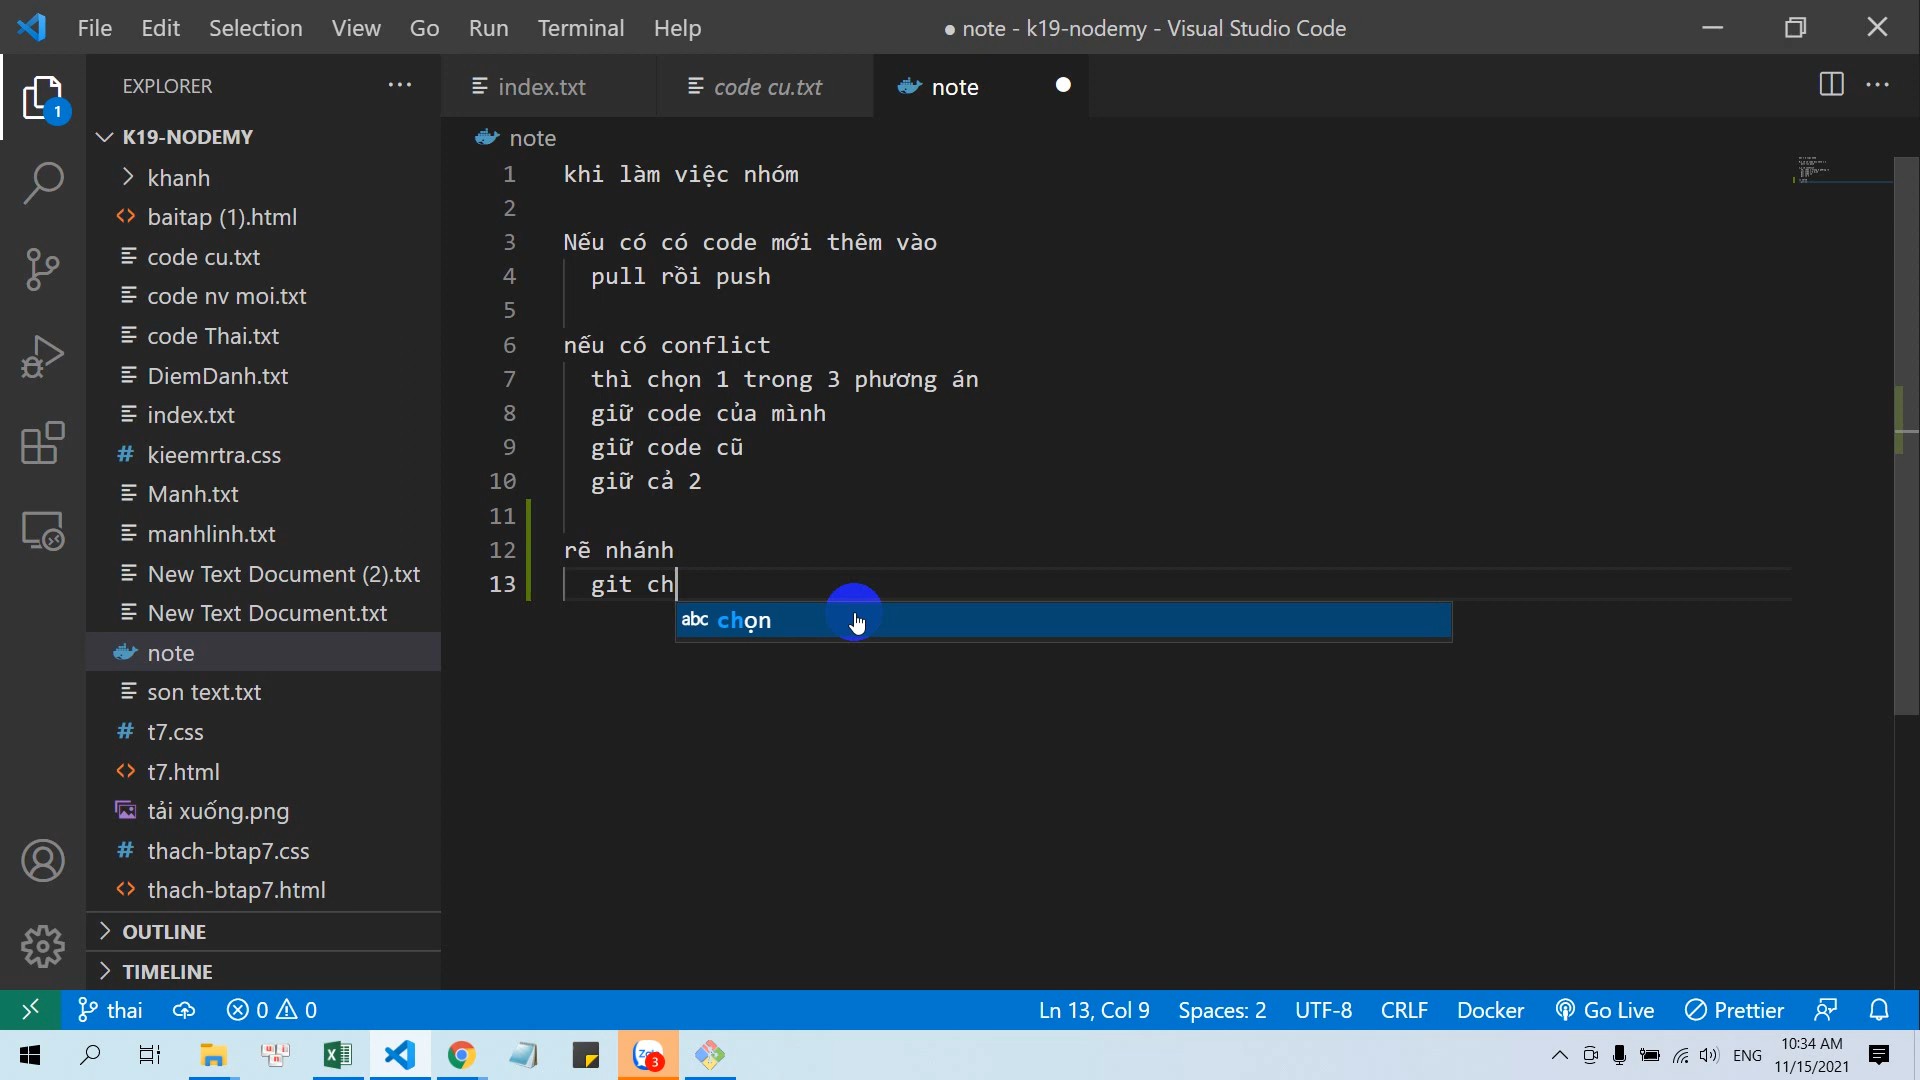 File Edit Selection View Go Run Terminal Help
● note - k19-nodemy - Visual Studio Code
EXPLORER
1
K19-NODEMY
khanh
baitap (1).html
code cu.txt
code nv moi.txt
code Thai.txt
DiemDanh.txt
index.txt
kieemrtra.css
Manh.txt
manhlinh.txt
New Text Document (2).txt
New Text Document.txt
note
son text.txt
t7.css
t7.html
tải xuống.png
thach-btap7.css
thach-btap7.html
OUTLINE
TIMELINE
index.txt code cu.txt note
note
1 khi làm việc nhóm
2
3 Nếu có có code mới thêm vào
4 pull rồi push
5
6 nếu có conflict
7 thì chọn 1 trong 3 phương án
8 giữ code của mình
9 giữ code cũ
10 giữ cả 2
11
12 rẽ nhánh
13 git ch
abc chọn
thai 0 0 Ln 13, Col 9 Spaces: 2 UTF-8 CRLF Docker Go Live Prettier
3 ENG 10:34 AM
11/15/2021